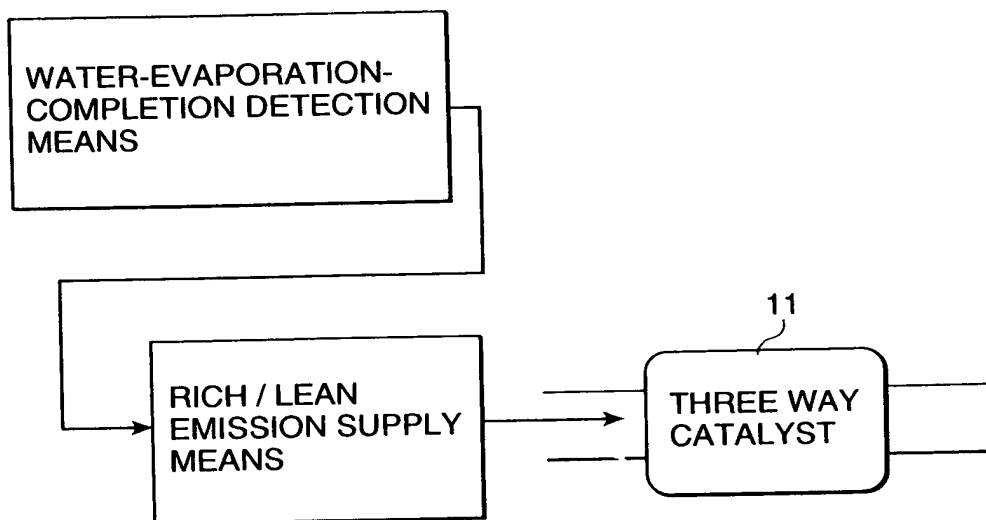 WATER-EVAPORATION-
COMPLETION DETECTION
MEANS
11
RICH / LEAN
EMISSION SUPPLY
MEANS
THREE WAY
CATALYST